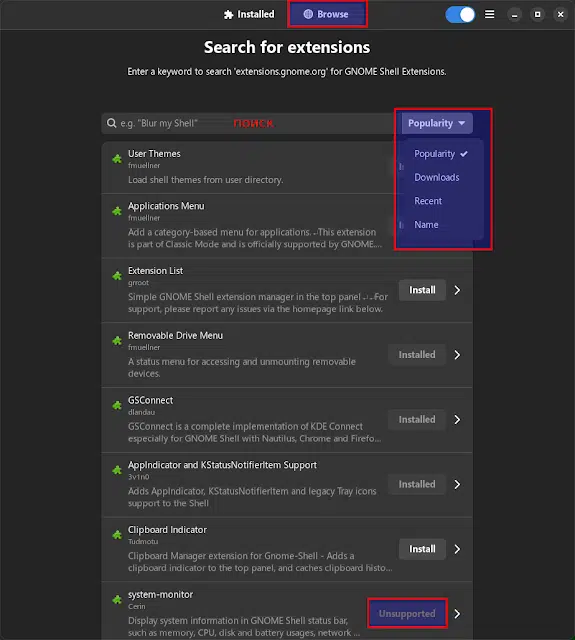 Installed
Browse
Search for extensions
Enter a keyword to search 'extensions.gnome.org' for GNOME Shell Extensions.
e.g. "Blur my Shell"
поиск
Popularity
Popularity
Downloads
Recent
Name
User Themes
fmuellner
Load shell themes from user directory.
Applications Menu
fmuellner
Add a category-based menu for applications. - -This extension
is part of Classic Mode and is officially supported by GNOME....
Extension List
grroot
Simple GNOME Shell extension manager in the top panel - - -For
support, please report any issues via the homepage link below.
Install
Removable Drive Menu
fmuellner
A status menu for accessing and unmounting removable
devices.
Installed
GSConnect
dlandau
GSConnect is a complete implementation of KDE Connect
especially for GNOME Shell with Nautilus, Chrome and Firefo...
Installed
AppIndicator and KStatusNotifierItem Support
3v1n0
Adds AppIndicator, KStatusNotifierItem and legacy Tray icons
support to the Shell
Installed
Clipboard Indicator
Tudmotu
Clipboard Manager extension for Gnome-Shell - Adds a
clipboard indicator to the top panel, and caches clipboard histo...
Install
system-monitor
Cerin
Display system information in GNOME Shell status bar,
such as memory, CPU, disk and battery usages, network ...
Unsupported